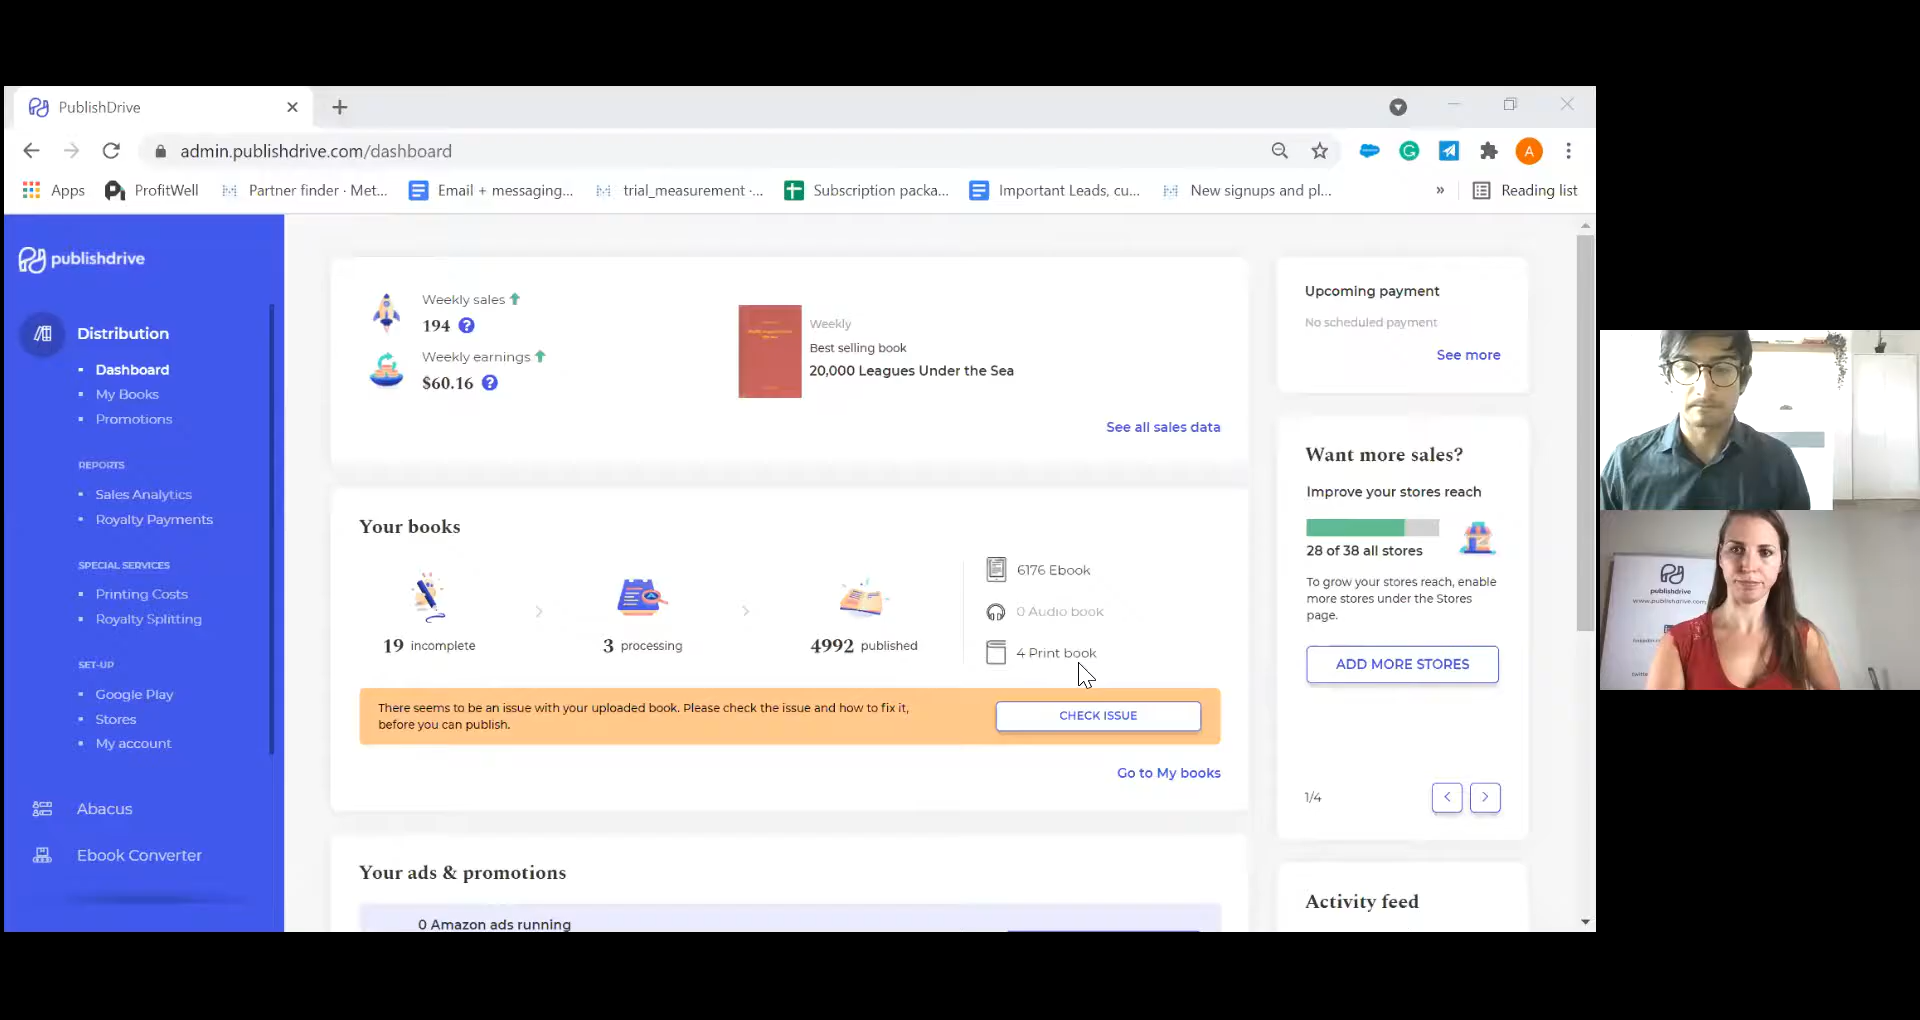 PublishDrive
admin.publishdrive.com/dashboard
Apps
ProfitWell
Partner finder · Met...
Email + messaging...
trial_measurement ·...
Subscription packa...
Important Leads, cu...
New signups and pl...
»
Reading list
A
publishdrive
Distribution
Dashboard
My Books
Promotions
REPORTS
Sales Analytics
Royalty Payments
SPECIAL SERVICES
Printing Costs
Royalty Splitting
SET-UP
Google Play
Stores
My account
Abacus
Ebook Converter
Weekly sales
194 ?
Weekly earnings
$60.16 ?
Weekly
Best selling book
20,000 Leagues Under the Sea
See all sales data
Your books
19 incomplete
3 processing
4992 published
6176 Ebook
0 Audio book
4 Print book
There seems to be an issue with your uploaded book. Please check the issue and how to fix it,
before you can publish.
CHECK ISSUE
Go to My books
Your ads & promotions
0 Amazon ads running
Upcoming payment
No scheduled payment
See more
Want more sales?
Improve your stores reach
28 of 38 all stores
To grow your stores reach, enable
more stores under the Stores
page.
ADD MORE STORES
1/4
Activity feed
publishdrive
www.publishdrive.com